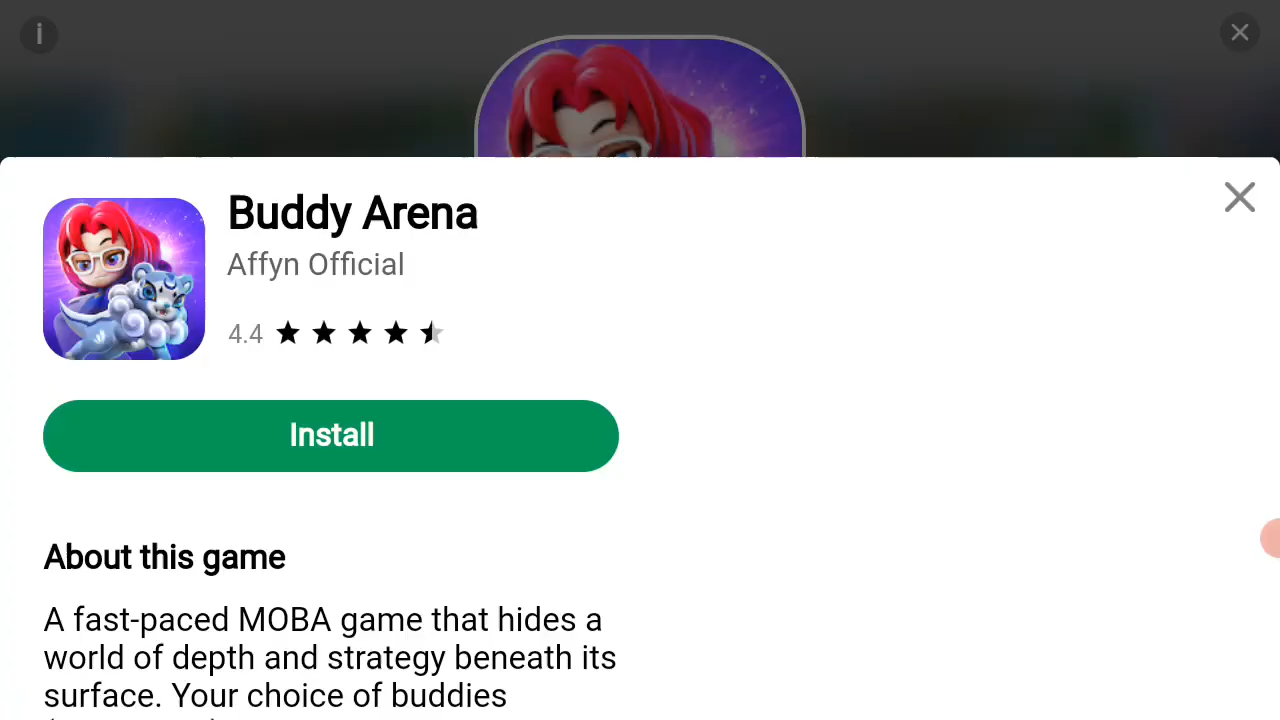 i
Buddy Arena
Affyn Official
4.4
Install
About this game
A fast-paced MOBA game that hides a
world of depth and strategy beneath its
surface. Your choice of buddies